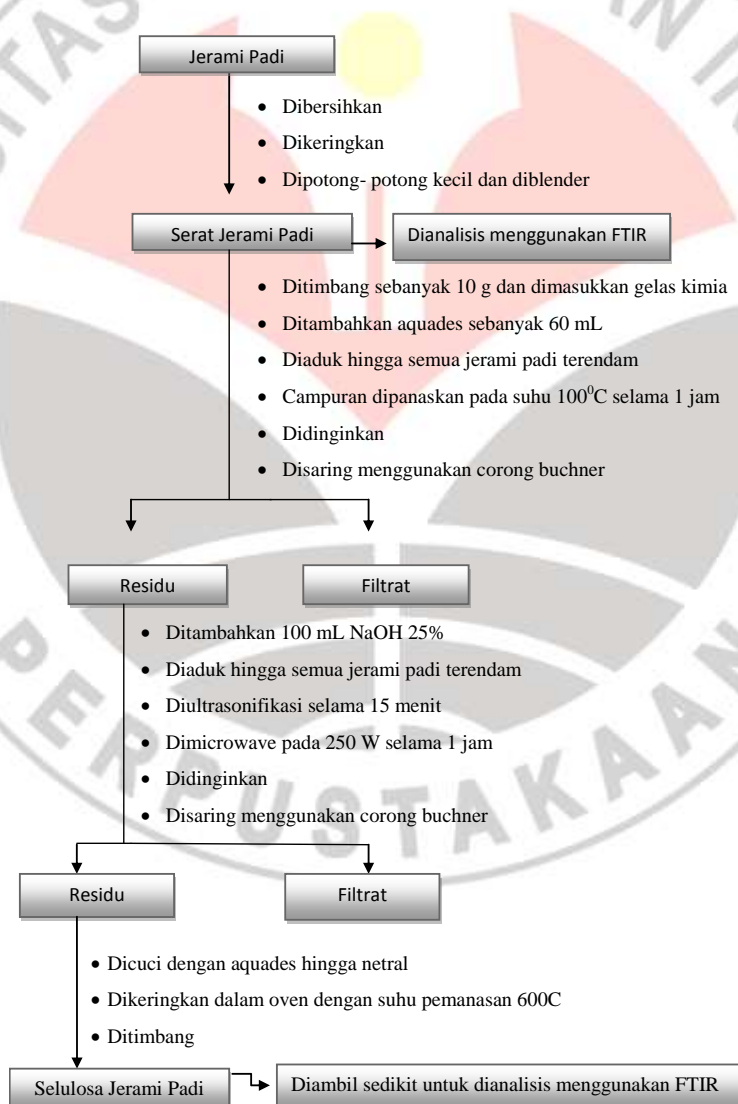 Jerami Padi
• Dibersihkan
• Dikeringkan
• Dipotong- potong kecil dan diblender
Serat Jerami Padi
Dianalisis menggunakan FTIR
• Ditimbang sebanyak 10 g dan dimasukkan gelas kimia
• Ditambahkan aquades sebanyak 60 mL
• Diaduk hingga semua jerami padi terendam
• Campuran dipanaskan pada suhu 100⁰C selama 1 jam
• Didinginkan
• Disaring menggunakan corong buchner
Residu
Filtrat
• Ditambahkan 100 mL NaOH 25%
• Diaduk hingga semua jerami padi terendam
• Diultrasonifikasi selama 15 menit
• Dimicrowave pada 250 W selama 1 jam
• Didinginkan
• Disaring menggunakan corong buchner
Residu
Filtrat
• Dicuci dengan aquades hingga netral
• Dikeringkan dalam oven dengan suhu pemanasan 600C
• Ditimbang
Selulosa Jerami Padi
Diambil sedikit untuk dianalisis menggunakan FTIR
PERPUSTAKAAN